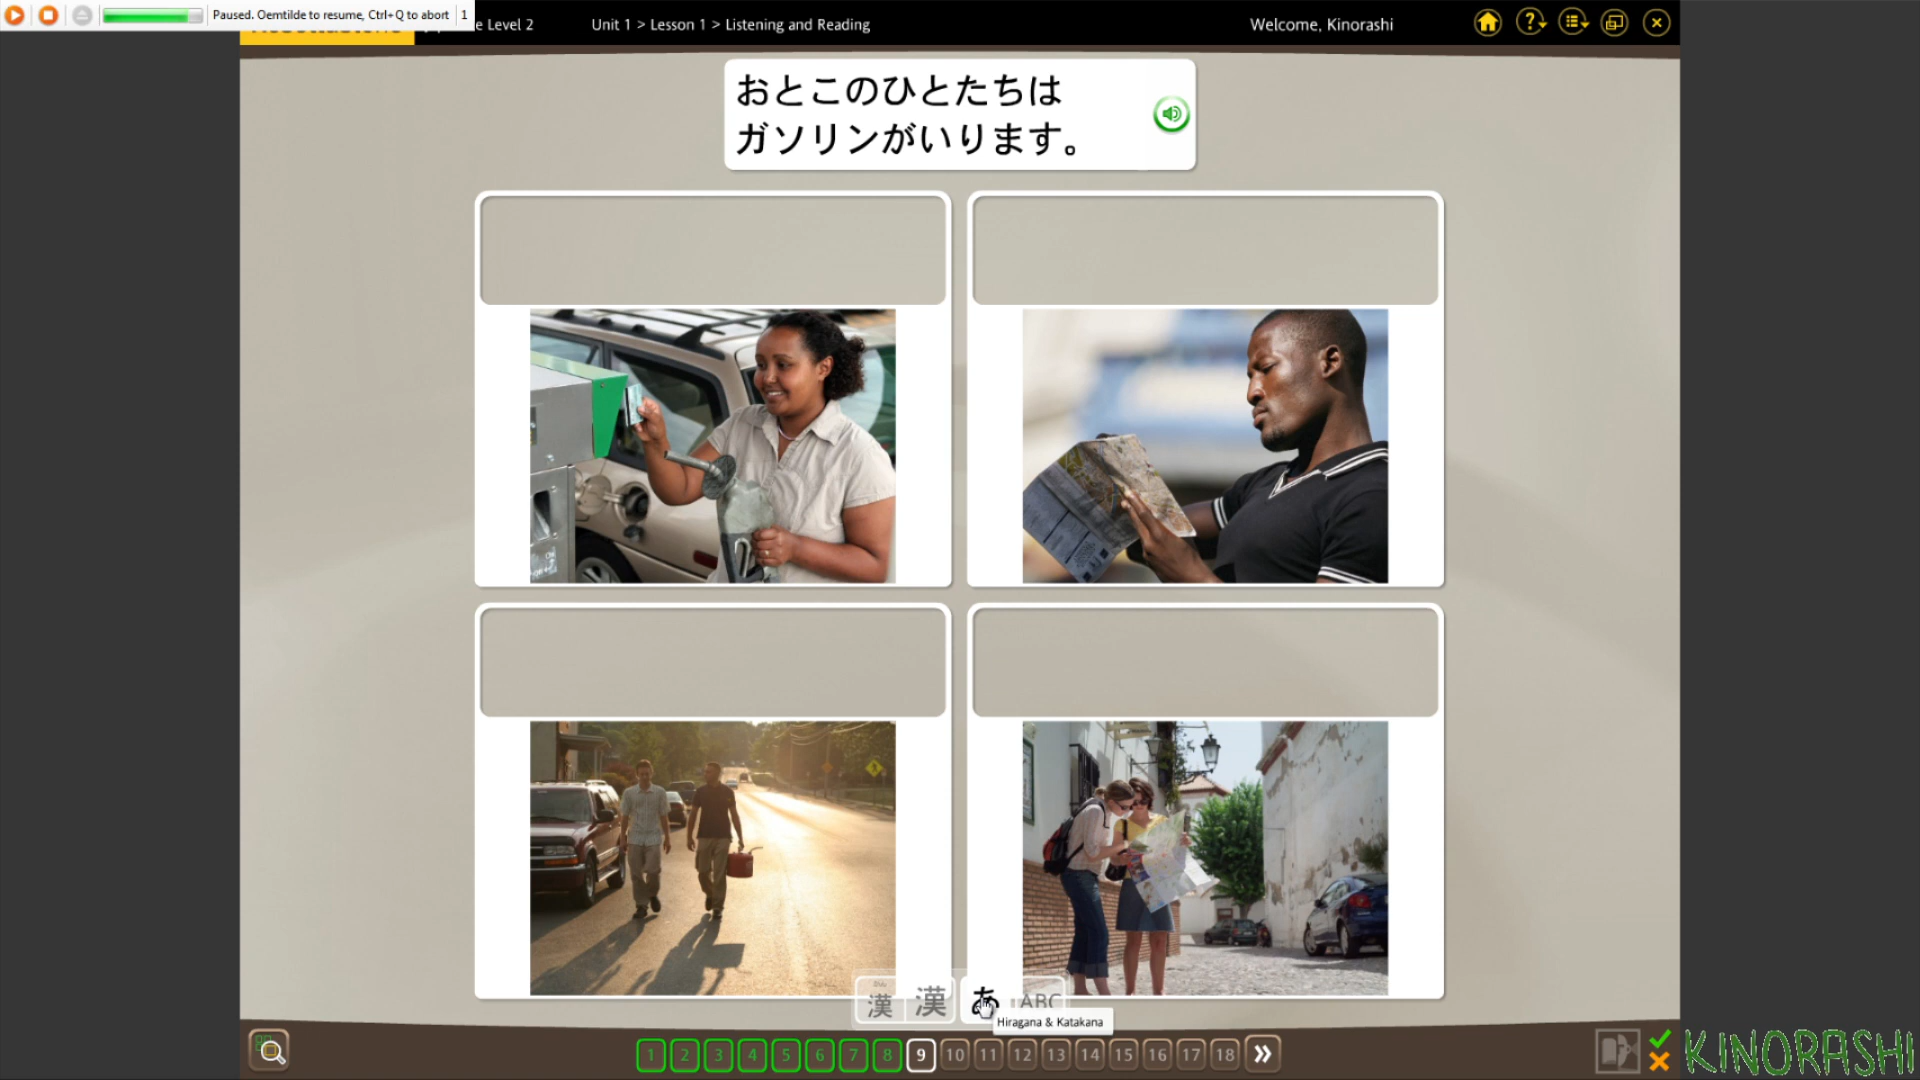 Paused. Oemtilde to resume, Ctrl+Q to abort
1
e Level 2
Unit 1 > Lesson 1 > Listening and Reading
Welcome, Kinorashi
おとこのひとたちは
ガソリンがいります。
漢 漢 あ ABC
Hiragana & Katakana
1 2 3 4 5 6 7 8 9 10 11 12 13 14 15 16 17 18
KINORASHI